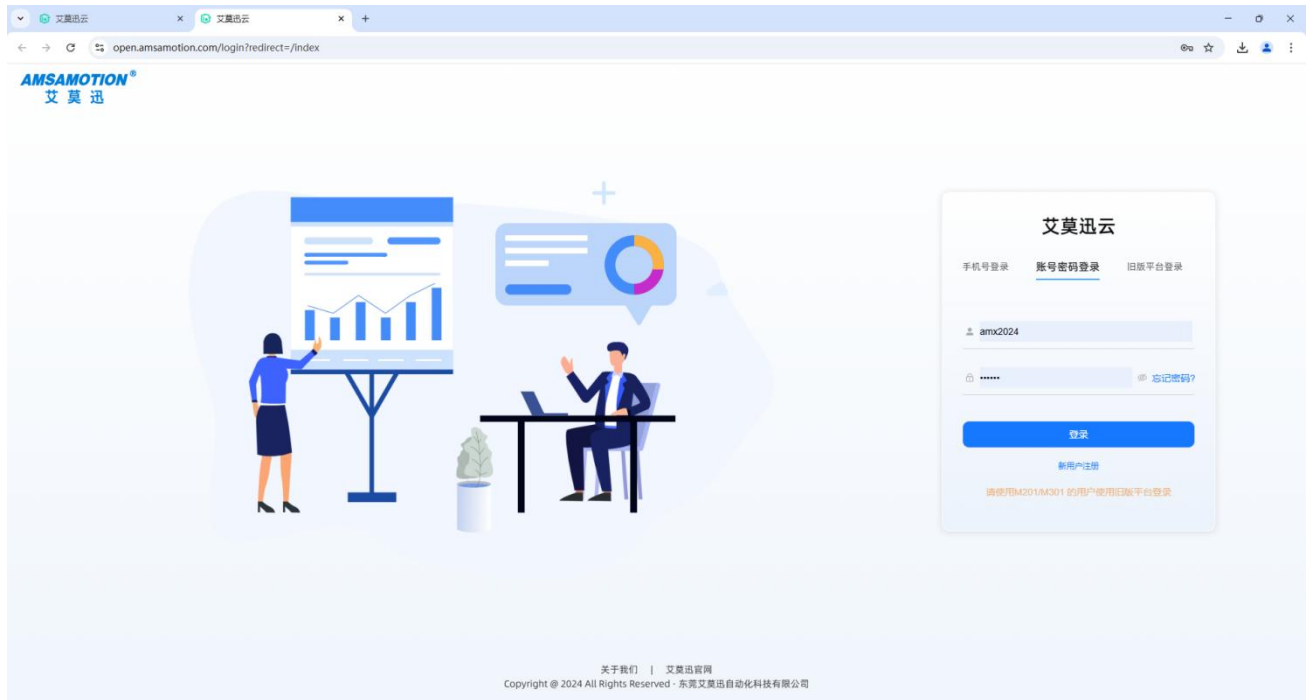 艾莫迅云
艾莫迅云
open.amsamotion.com/login?redirect=/index
AMSAMOTION®
艾莫迅
艾莫迅云
手机号登录 账号密码登录 旧版平台登录
amx2024
•••••• 忘记密码?
登录
新用户注册
请使用M201/M301 的用户使用旧版平台登录
关于我们 | 艾莫迅官网
Copyright @ 2024 All Rights Reserved - 东莞艾莫迅自动化科技有限公司